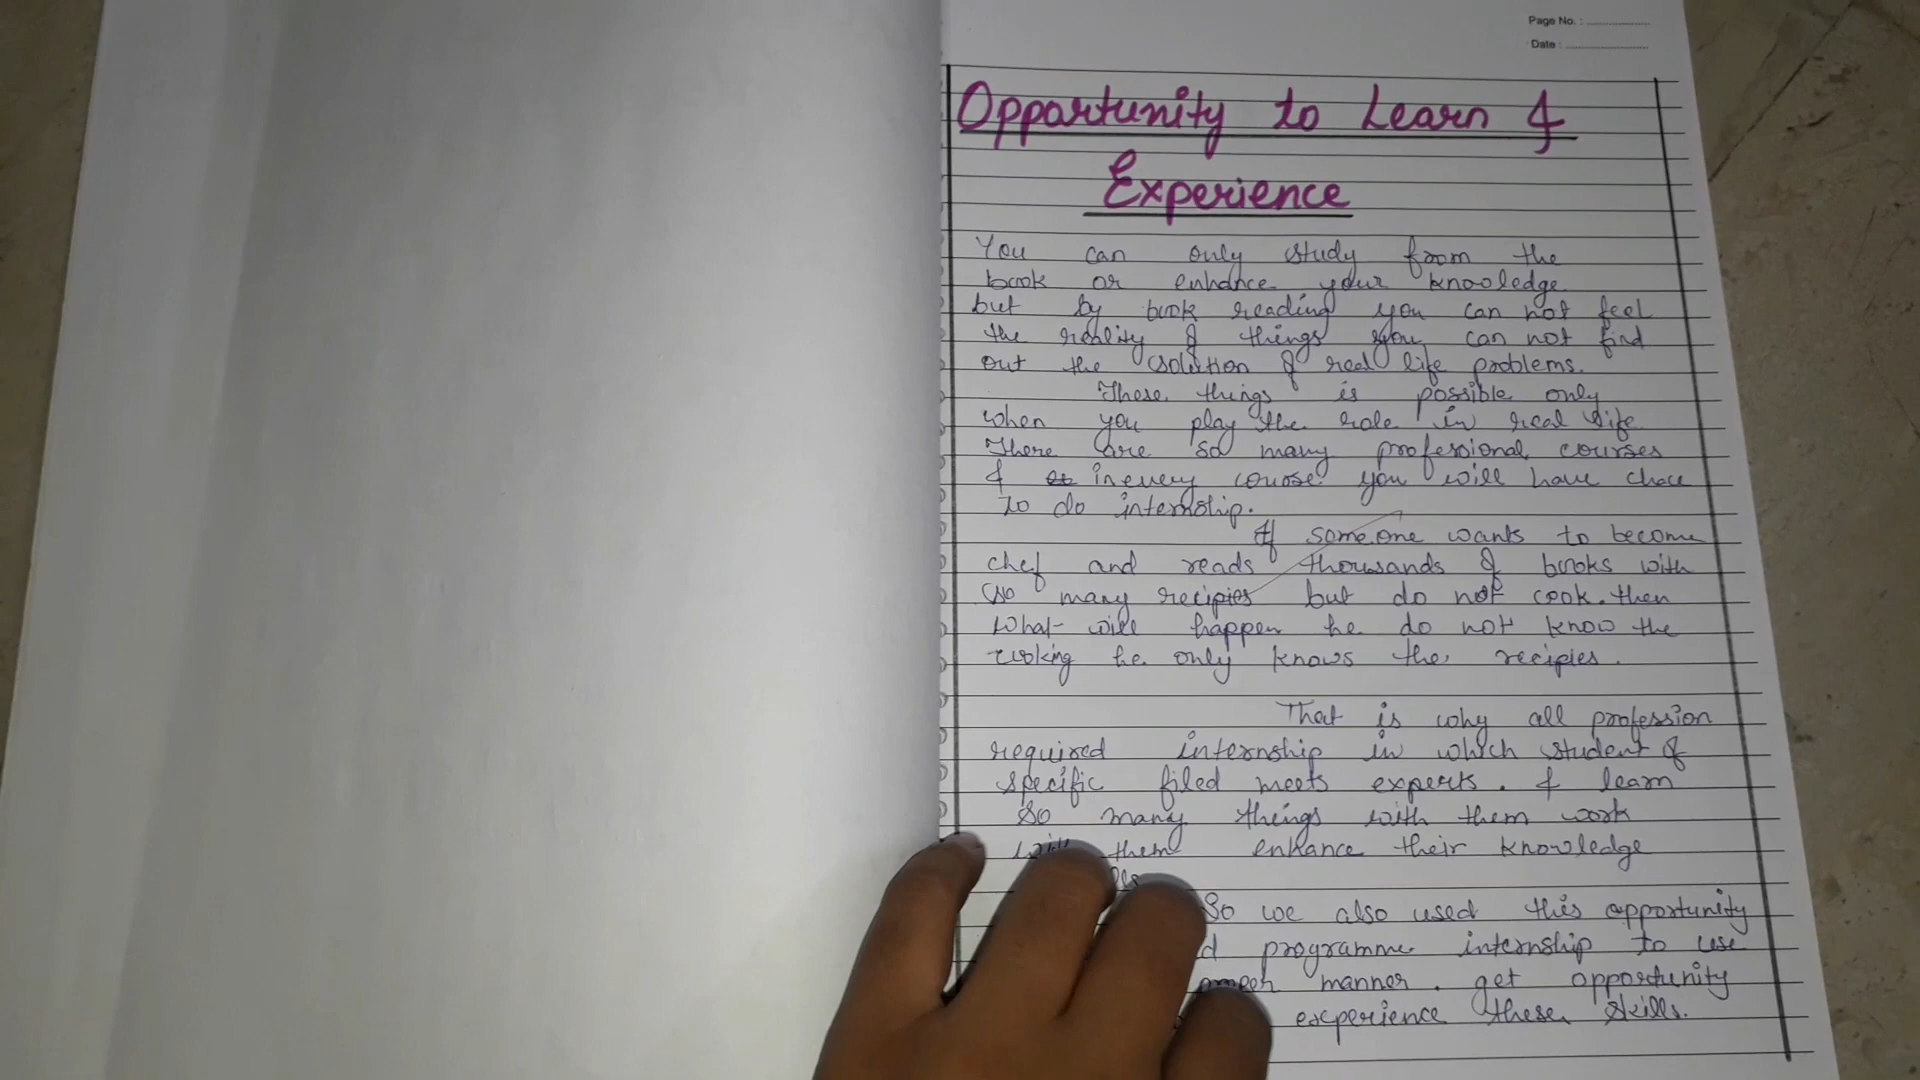 Page No. :
Date :
Opportunity to Learn &
Experience
You can only study from the
book or enhance your knowledge
but by book reading you can not feel
the reality of things you can not find
out the solution of real life problems.
These things is possible only
when you play the role in real life
There are so many professional courses
& in every course you will have chace
to do internship.
If someone wants to become
chef and reads thousands of books with
so many recipies but do not cook. then
what will happen he do not know the
cooking he only knows the recipies.
That is why all profession
required internship in which student of
specific filed meets experts. & learn
so many things with them work
with them enhance their knowledge
So we also used this opportunity
programme internship to use
manner. get opportunity
experience these skills.